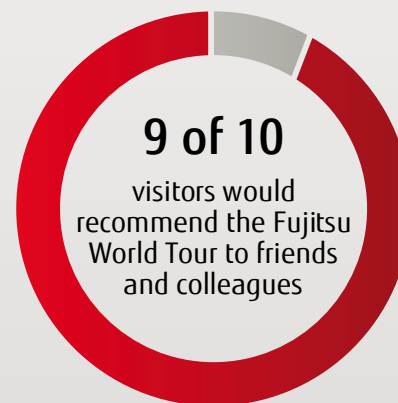 9 of 10
visitors would
recommend the Fujitsu
World Tour to friends
and colleagues